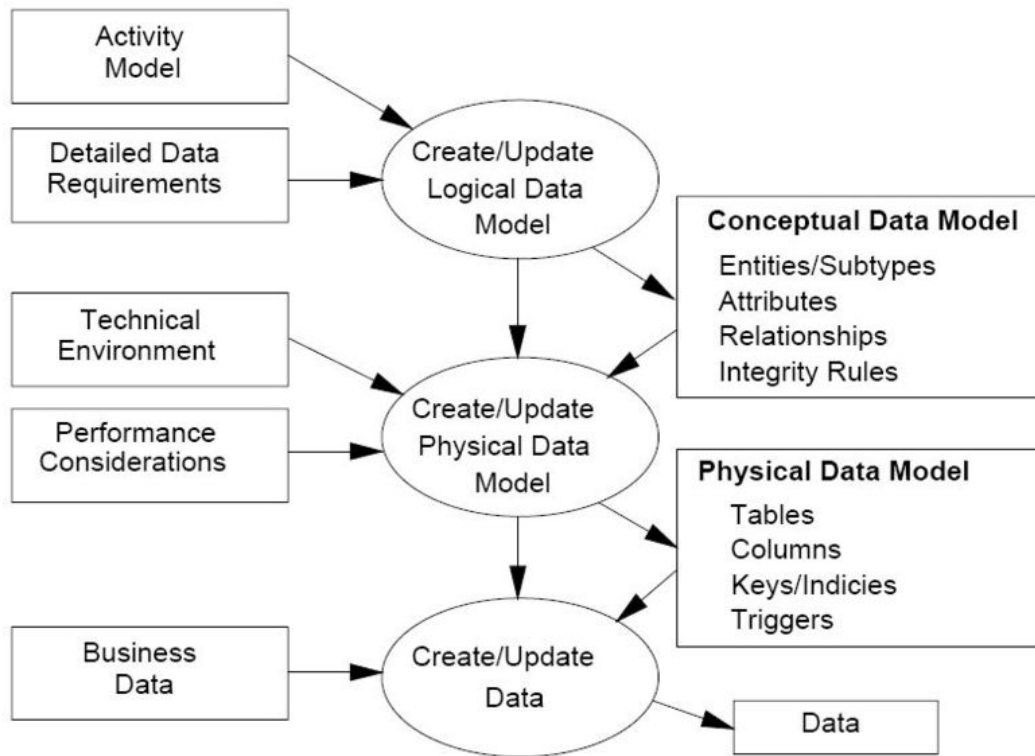 Activity
Model
Detailed Data
Requirements
Create/Update
Logical Data
Model
Conceptual Data Model
Entities/Subtypes
Attributes
Relationships
Integrity Rules
Technical
Environment
Performance
Considerations
Create/Update
Physical Data
Model
Physical Data Model
Tables
Columns
Keys/Indicies
Triggers
Business
Data
Create/Update
Data
Data